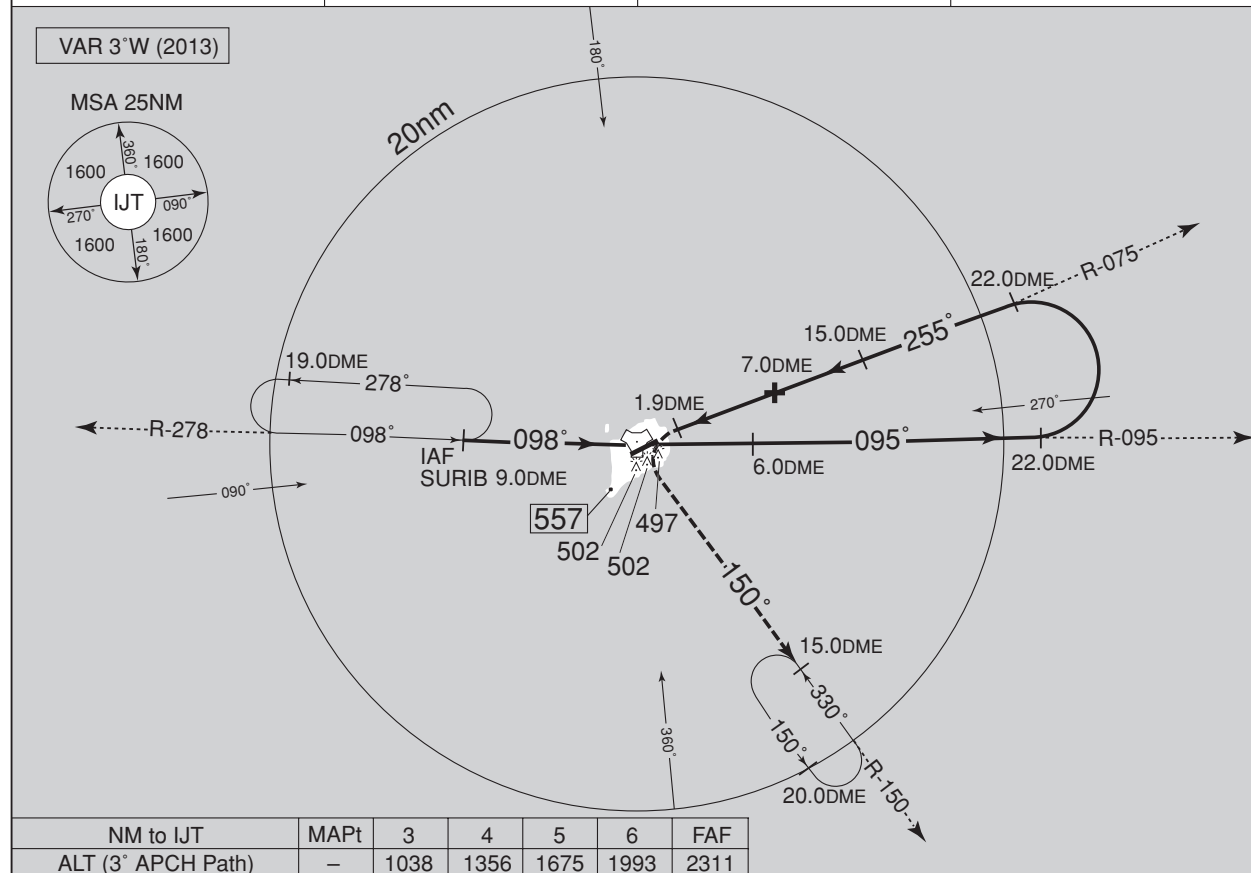 VAR 3°W (2013)
MSA 25NM
360°
1600
1600
IJT
270°
090°
1600
1600
180°
180°
20nm
R-075
22.0DME
255°
15.0DME
7.0DME
19.0DME
278°
1.9DME
270°
R-278
098°
098°
095°
R-095
IAF
SURIB 9.0DME
6.0DME
22.0DME
090°
557
497
502
502
150°
15.0DME
330°
360°
150°
R-150
20.0DME
NM to IJT MAPt 3 4 5 6 FAF
ALT (3° APCH Path) – 1038 1356 1675 1993 2311